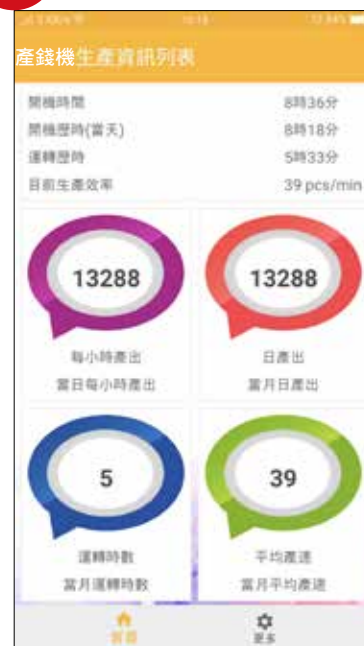 產錢機生產資訊列表
開機時間 8時36分
開機歷時(當天) 8時18分
運轉歷時 5時33分
目前生產效率 39 pcs/min
13288
13288
每小時產出 日產出
當日每小時產出 當月日產出
5
39
運轉時數 平均產速
當月運轉時數 當月平均產速
首頁 更多